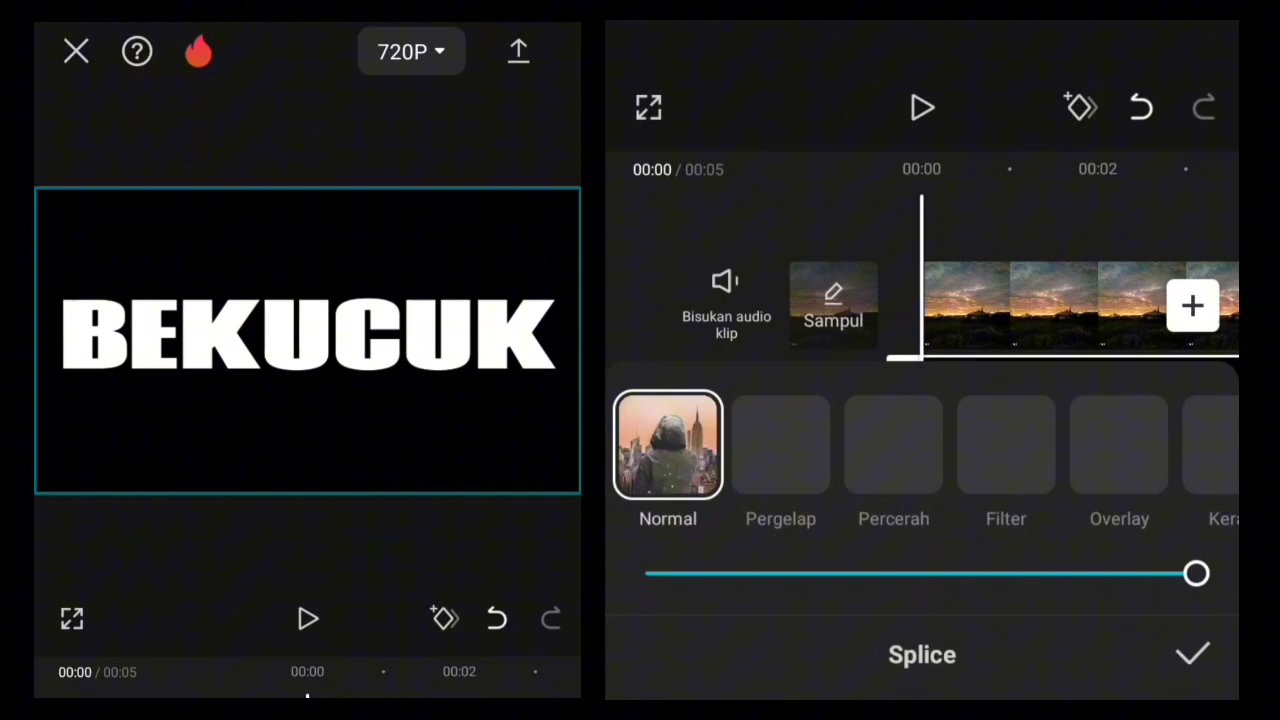 720P
BEKUCUK
00:00 / 00:05
00:00
00:02
00:00 / 00:05
00:00
00:02
Bisukan audio
klip
Sampul
Normal
Pergelap
Percerah
Filter
Overlay
Splice